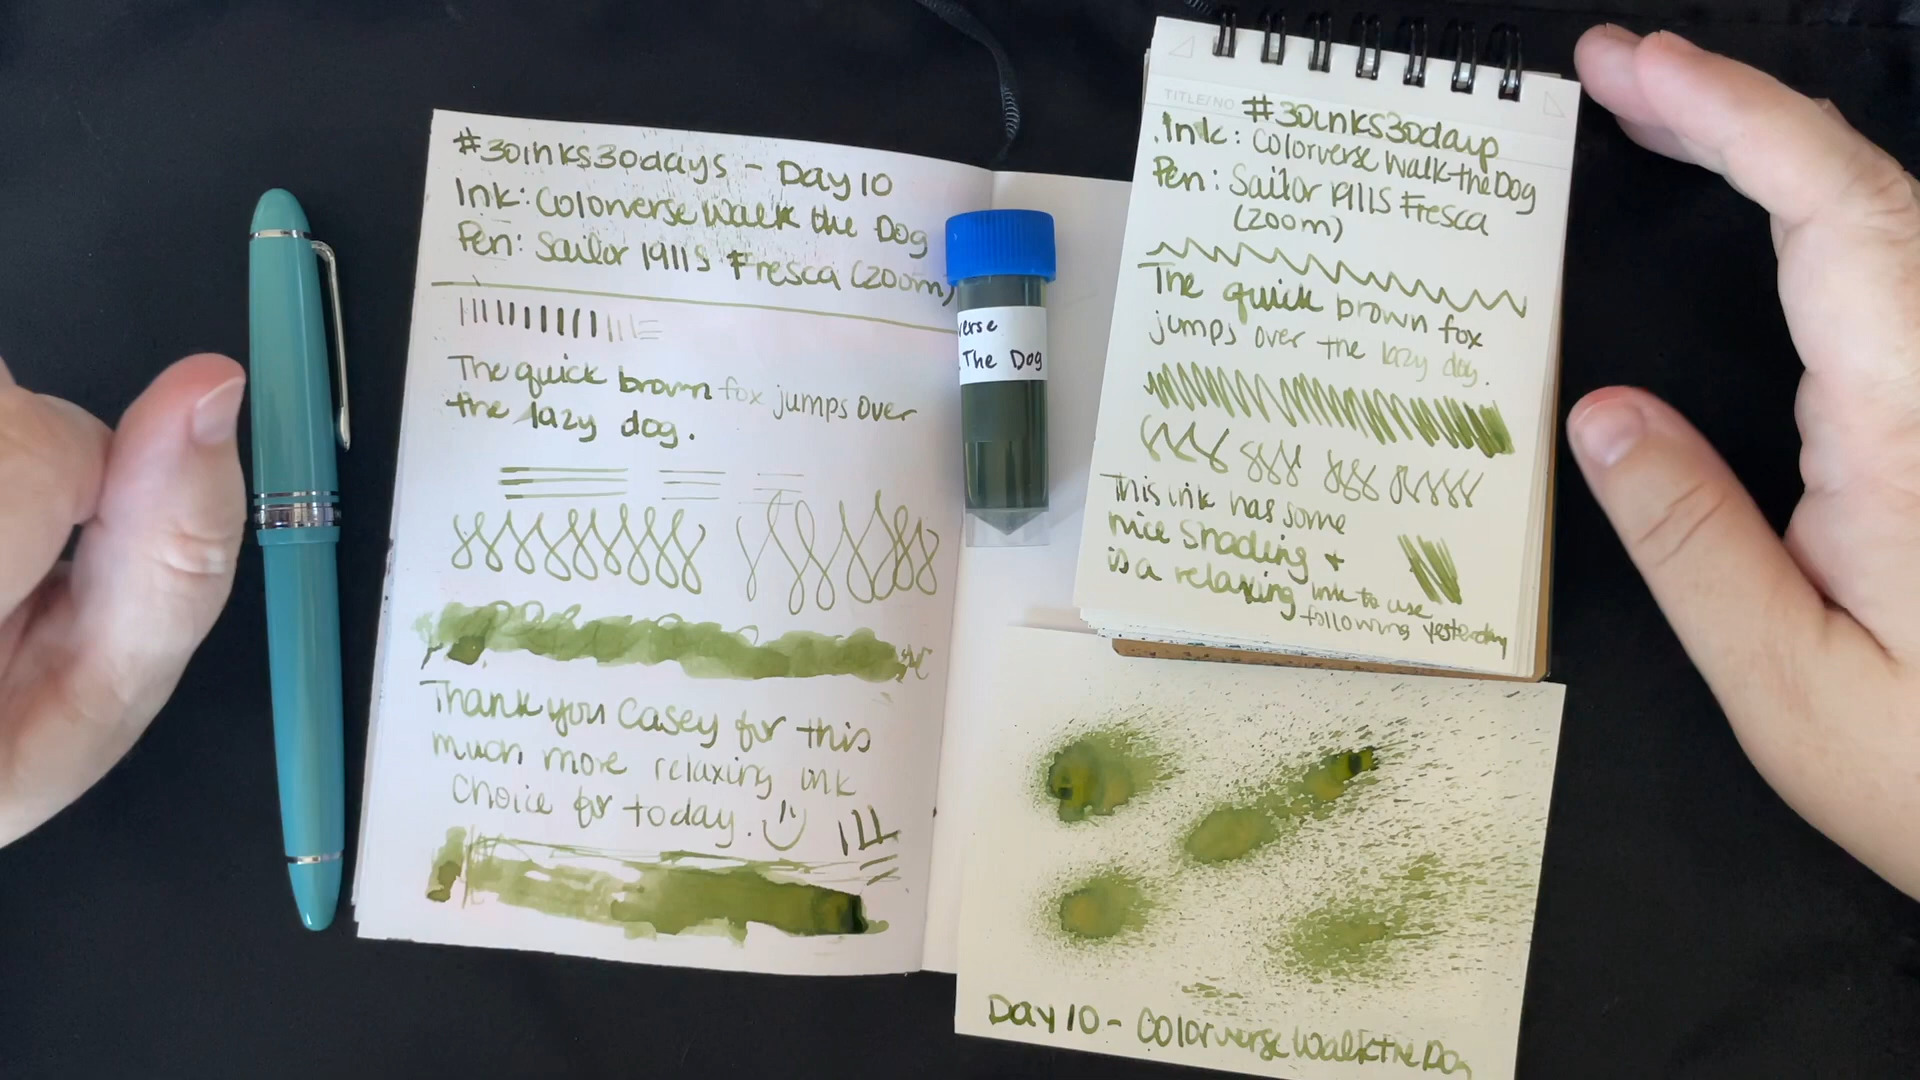 #30inks30days - Day 10
Ink: Colorverse Walk the Dog
Pen: Sailor 1911s Fresca (zoom)
The quick brown fox jumps over
the lazy dog.
Thank you Casey for this
much more relaxing ink
choice for today.
verse
The Dog
TITLE/NO
#30inks30days
Ink: Colorverse Walk the Dog
Pen: Sailor 1911s Fresca
(zoom)
The quick brown fox
jumps over the lazy dog.
This ink has some
nice shading +
is a relaxing ink to use
following yesterday
Day 10 - Colorverse Walk the Dog